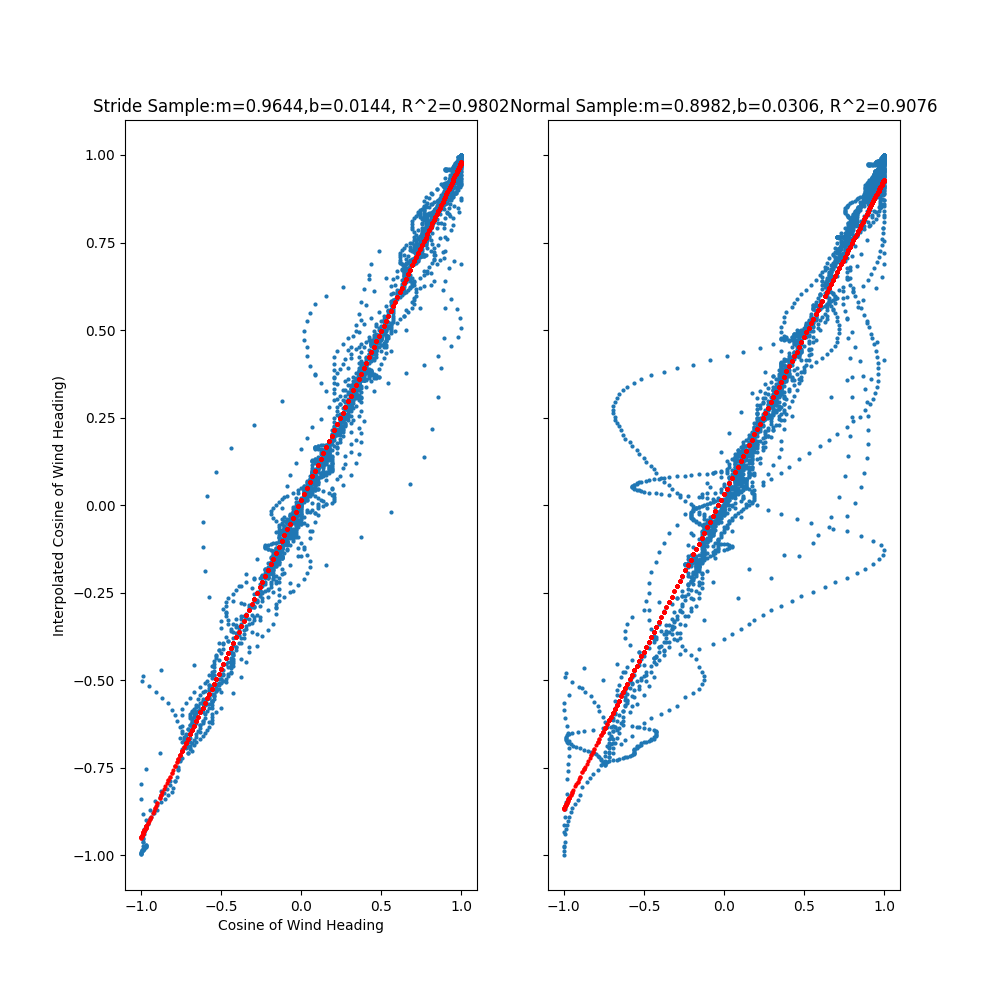 Stride Sample:m=0.9644,b=0.0144, R^2=0.9802
Normal Sample:m=0.8982,b=0.0306, R^2=0.9076
Interpolated Cosine of Wind Heading)
1.00
0.75
0.50
0.25
0.00
−0.25
−0.50
−0.75
−1.00
−1.0 −0.5 0.0 0.5 1.0
Cosine of Wind Heading
−1.0 −0.5 0.0 0.5 1.0